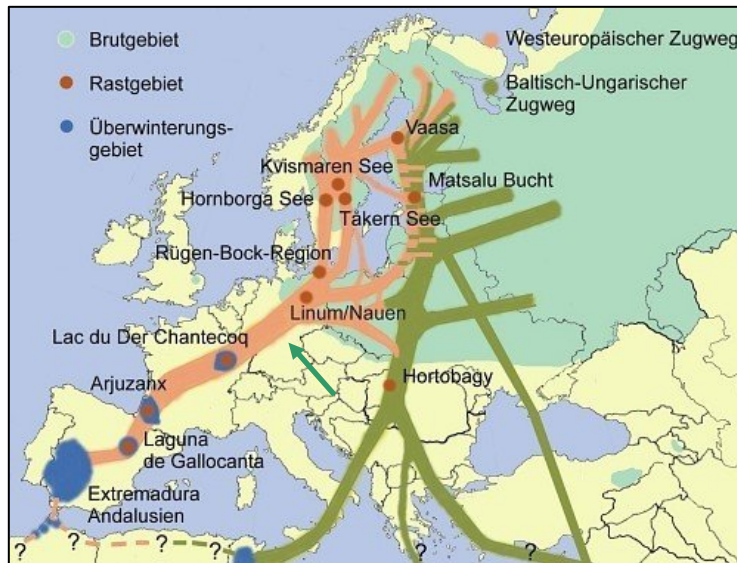 Brutgebiet
Rastgebiet
Überwinterungs-
gebiet
Westeuropäischer Zugweg
Baltisch-Ungarischer
Zugweg
Vaasa
Kvismaren See
Hornborga See
Matsalu Bucht
Takern See
Rügen-Bock-Region
Linum/Nauen
Lac du Der Chantecoq
Arjuzanx
Hortobagy
Laguna
de Gallocanta
Extremadura
Andalusien
? ? ? ? ? ?